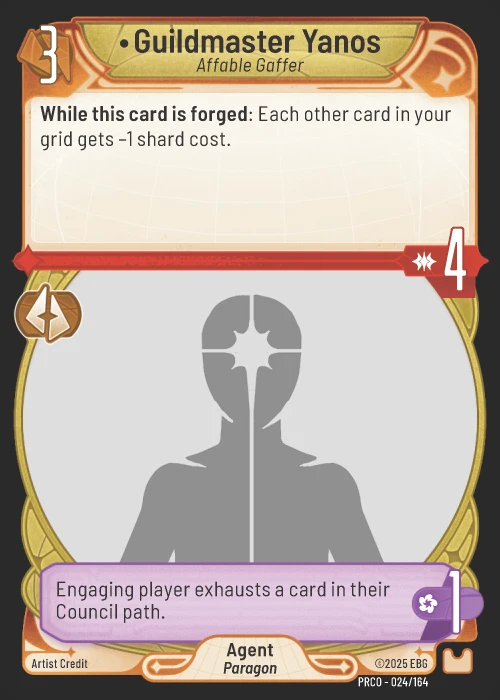 3
•Guildmaster Yanos
Affable Gaffer
While this card is forged: Each other card in your
grid gets –1 shard cost.
4
Engaging player exhausts a card in their
Council path.
1
Agent
Paragon
Artist Credit
©2025 EBG
PRCO - 024/164